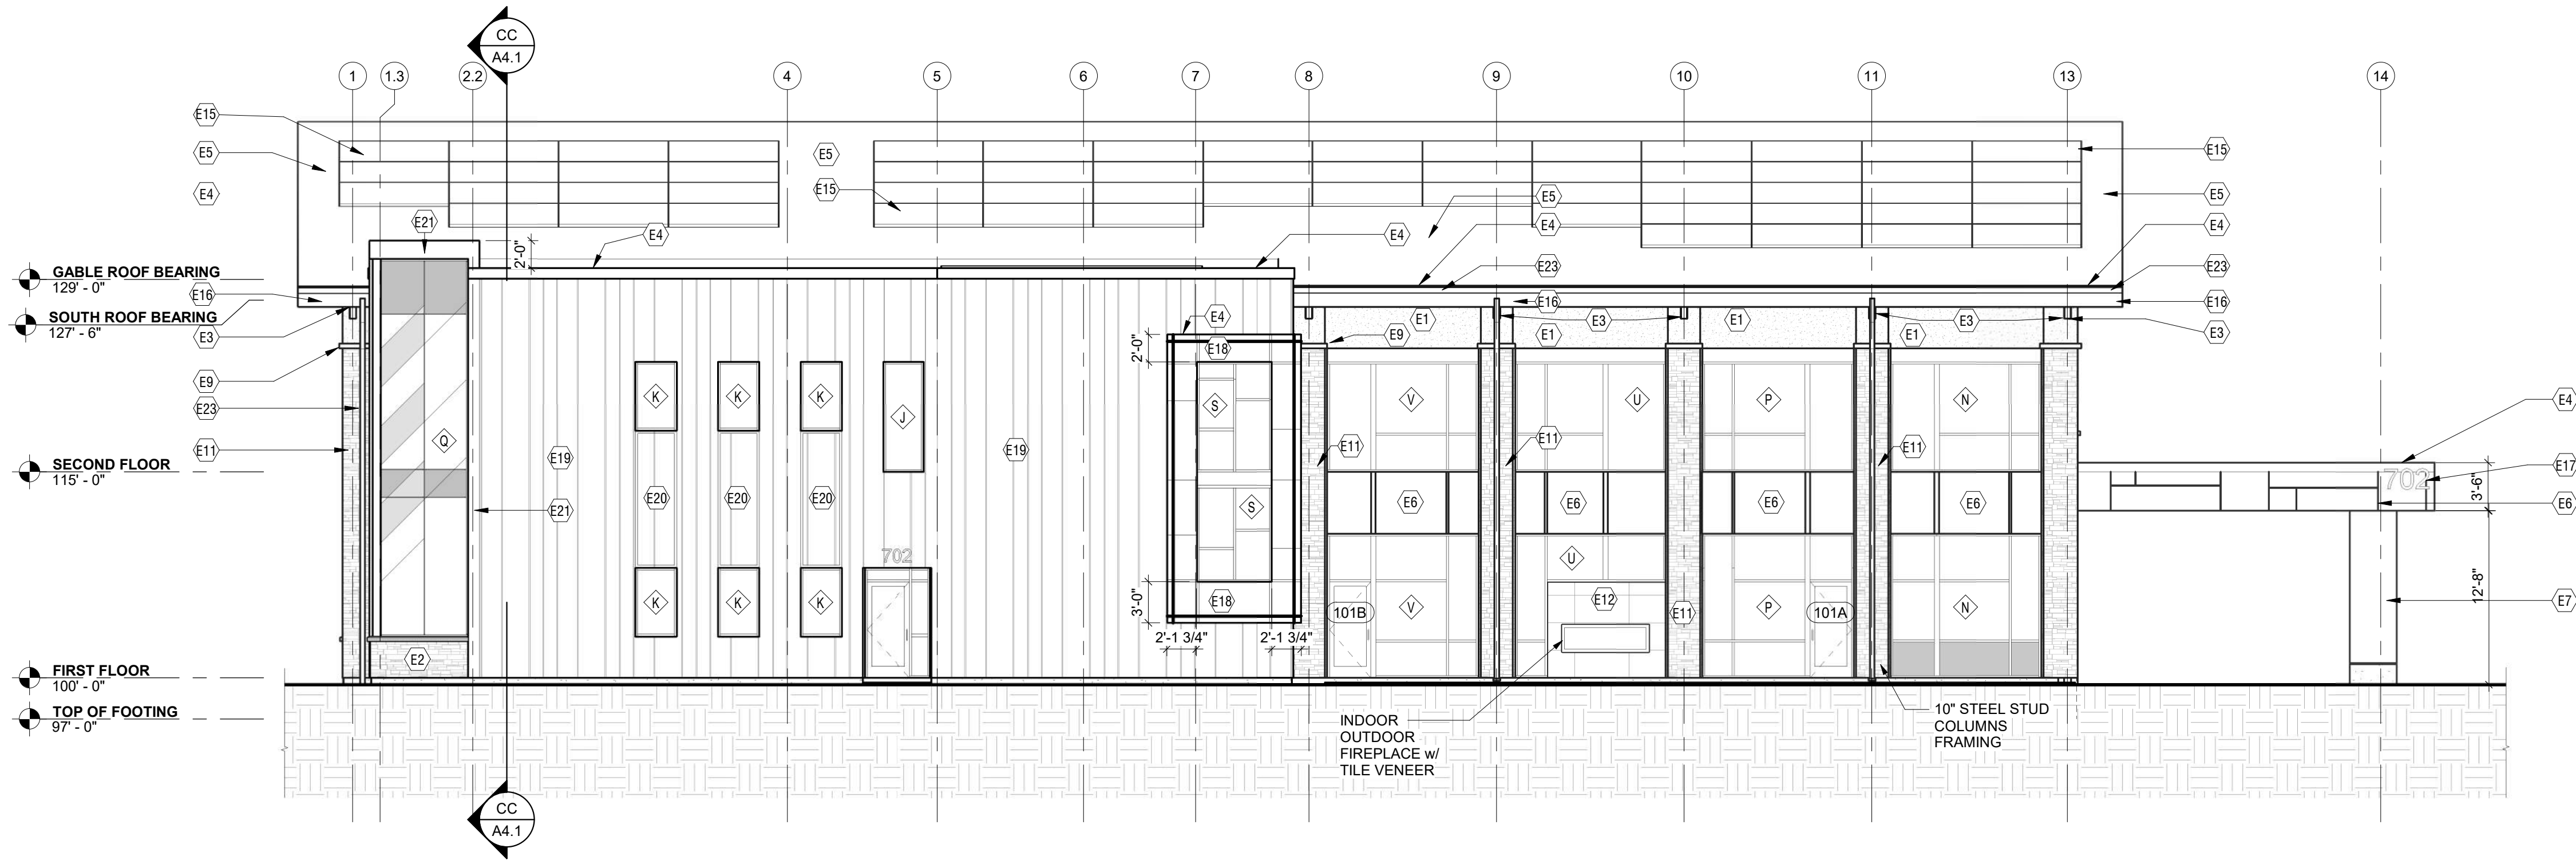 CC
A4.1
1
1.3
2.2
4
5
6
7
8
9
10
11
13
14
E15
E5
E4
E5
E15
E15
E5
E4
E5
E4
E21
E4
E4
2'-0"
E23
E23
GABLE ROOF BEARING
129' - 0"
E16
E16
E16
SOUTH ROOF BEARING
127' - 6"
E3
E4
E1
E3
E1
E3
E3
E1
E1
E9
E18
2'-0"
E9
K
K
K
J
S
V
U
P
N
E4
E23
Q
E11
E19
E19
E11
E11
E11
SECOND FLOOR
115' - 0"
E17
702
3'-6"
E20
E20
E20
S
E6
E6
E6
E6
E6
E21
702
U
K
K
K
E18
3'-0"
E12
101B
V
E11
P
101A
N
12'-8"
E7
2'-1 3/4"
2'-1 3/4"
E2
FIRST FLOOR
100' - 0"
TOP OF FOOTING
97' - 0"
INDOOR
OUTDOOR
FIREPLACE w/
TILE VENEER
10" STEEL STUD
COLUMNS
FRAMING
CC
A4.1